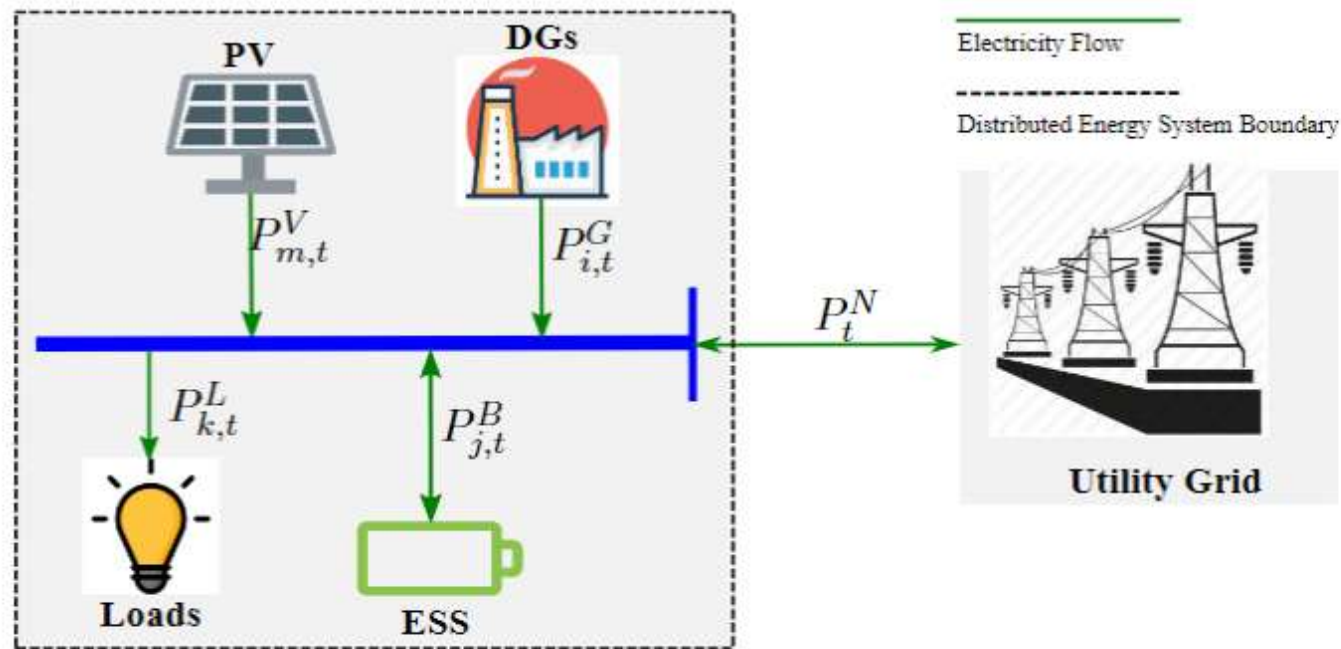 PV
DGs
Electricity Flow
Distributed Energy System Boundary
P^V_{m,t}
P^G_{i,t}
P^N_t
P^L_{k,t}
P^B_{j,t}
Utility Grid
Loads
ESS